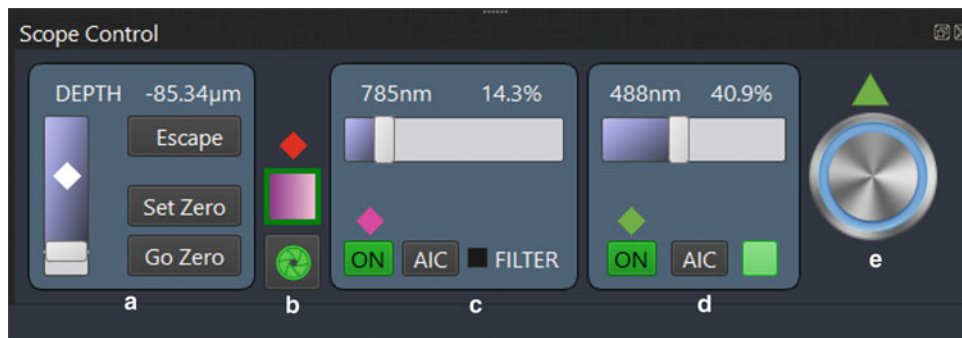 Scope Control
DEPTH -85.34µm
Escape
Set Zero
Go Zero
a
b
785nm 14.3%
ON AIC FILTER
c
488nm 40.9%
ON AIC
d
e